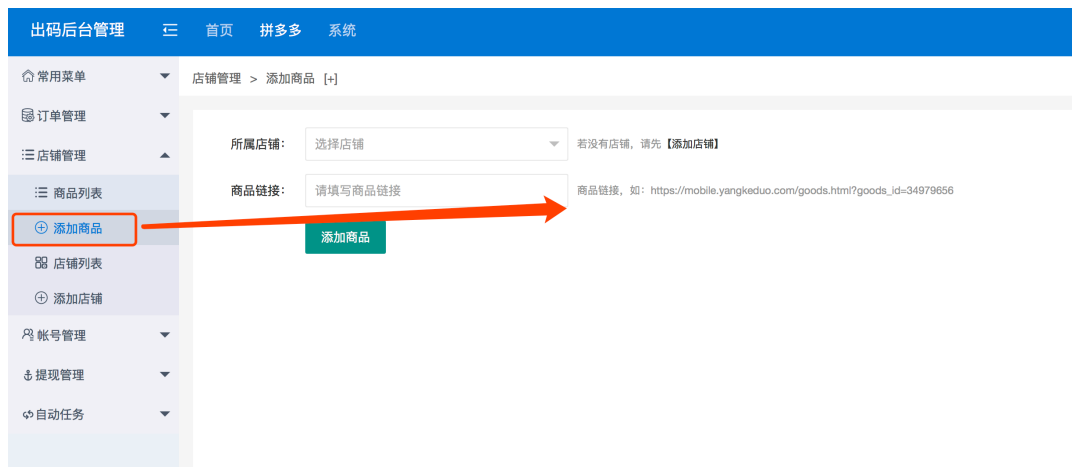 出码后台管理 首页 拼多多 系统
常用菜单
订单管理
店铺管理
商品列表
添加商品
店铺列表
添加店铺
帐号管理
提现管理
自动任务
店铺管理 > 添加商品 [+]
所属店铺: 选择店铺 若没有店铺，请先【添加店铺】
商品链接: 请填写商品链接 商品链接，如：https://mobile.yangkeduo.com/goods.html?goods_id=34979656
添加商品